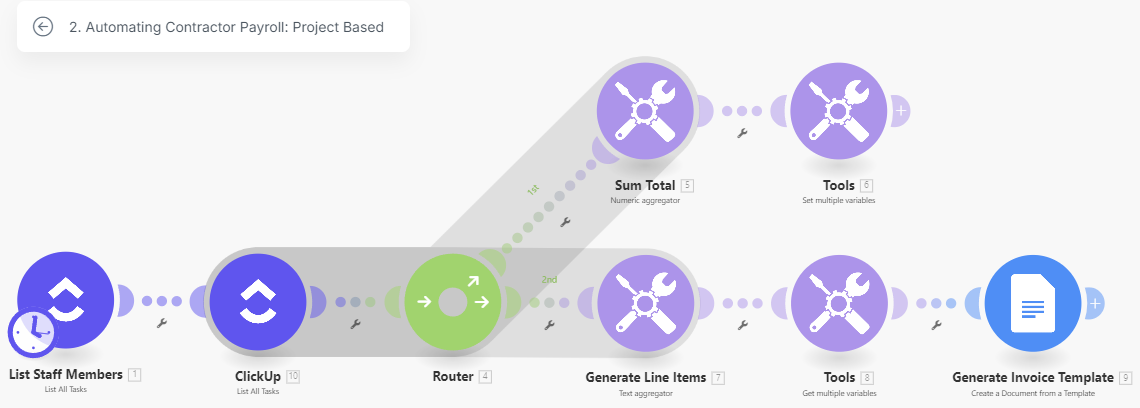 2. Automating Contractor Payroll: Project Based
1st
Sum Total 5
Numeric aggregator
Tools 6
Set multiple variables
2nd
List Staff Members 1
List All Tasks
ClickUp 10
List All Tasks
Router 4
Generate Line Items 7
Text aggregator
Tools 8
Get multiple variables
Generate Invoice Template 9
Create a Document from a Template